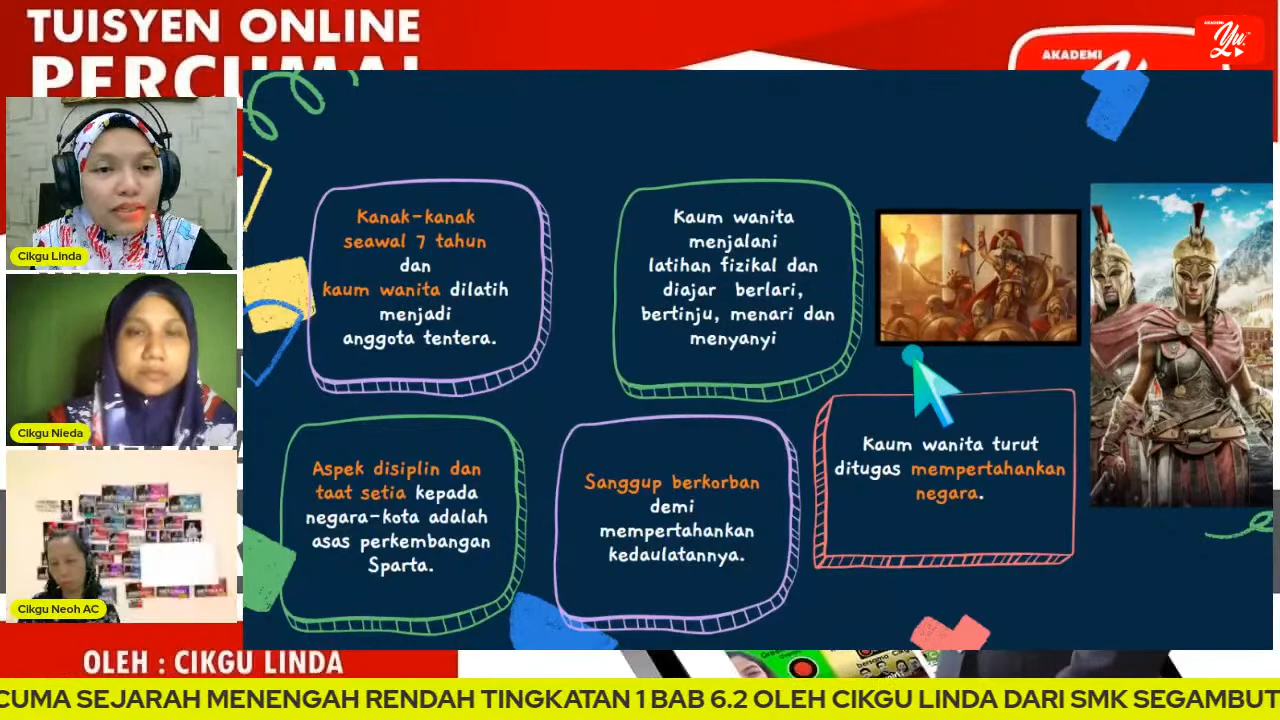 TUISYEN ONLINE
PERCUMA!
AKADEMI
AKADEMI
Yu.
Cikgu Linda
Cikgu Nieda
Cikgu Neoh AC
Kanak-kanak
seawal 7 tahun
dan
kaum wanita dilatih
menjadi
anggota tentera.
Kaum wanita
menjalani
latihan fizikal dan
diajar berlari,
bertinju, menari dan
menyanyi
Aspek disiplin dan
taat setia kepada
negara-kota adalah
asas perkembangan
Sparta.
Sanggup berkorban
demi
mempertahankan
kedaulatannya.
Kaum wanita turut
ditugas mempertahankan
negara.
OLEH : CIKGU LINDA
CUMA SEJARAH MENENGAH RENDAH TINGKATAN 1 BAB 6.2 OLEH CIKGU LINDA DARI SMK SEGAMBUT